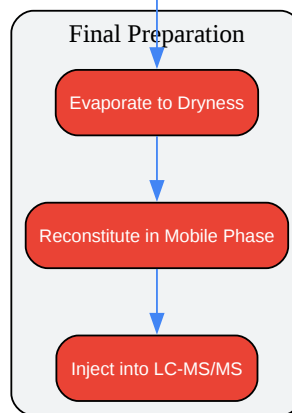 Final Preparation
Evaporate to Dryness
Reconstitute in Mobile Phase
Inject into LC-MS/MS